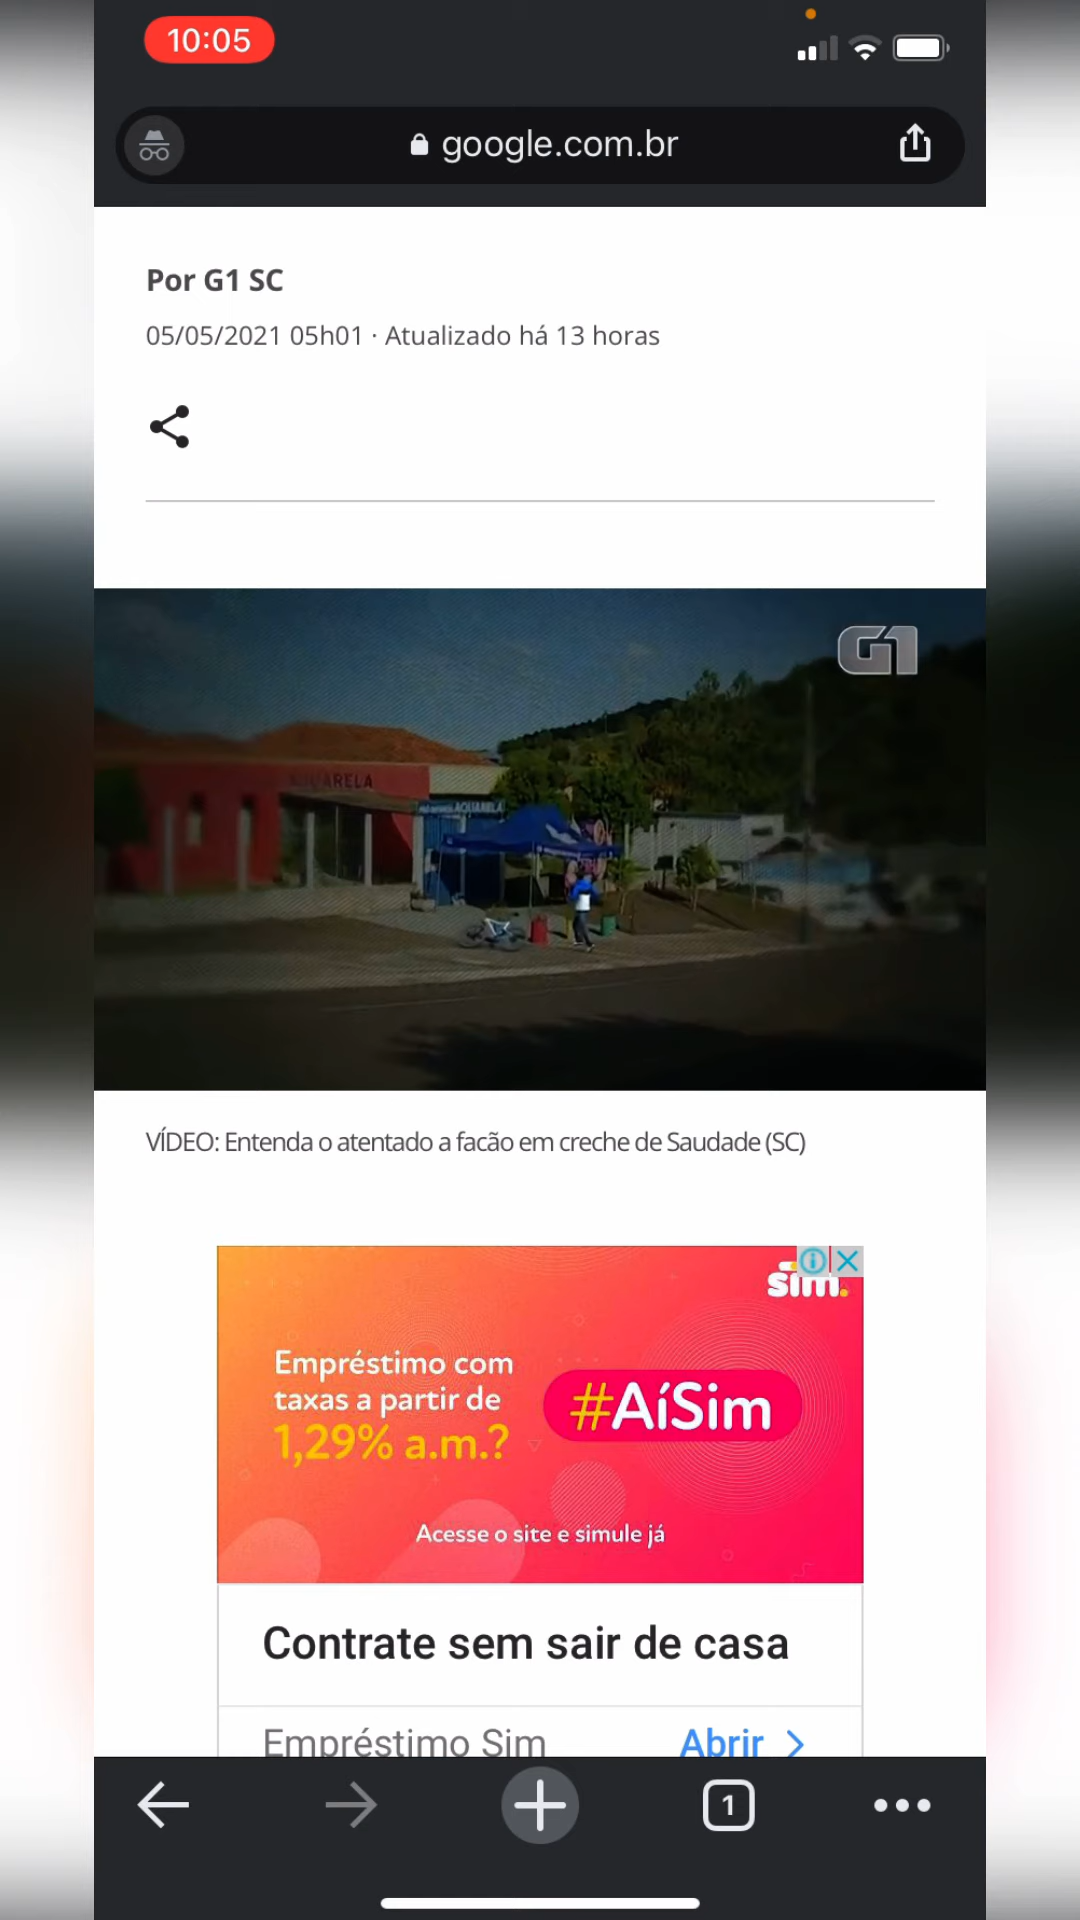 10:05
google.com.br
Por G1 SC
05/05/2021 05h01 · Atualizado há 13 horas
G1
AQUARELA
VÍDEO: Entenda o atentado a facão em creche de Saudade (SC)
sim.
Empréstimo com
taxas a partir de
1,29% a.m.?
#AíSim
Acesse o site e simule já
Contrate sem sair de casa
Empréstimo Sim
Abrir
1